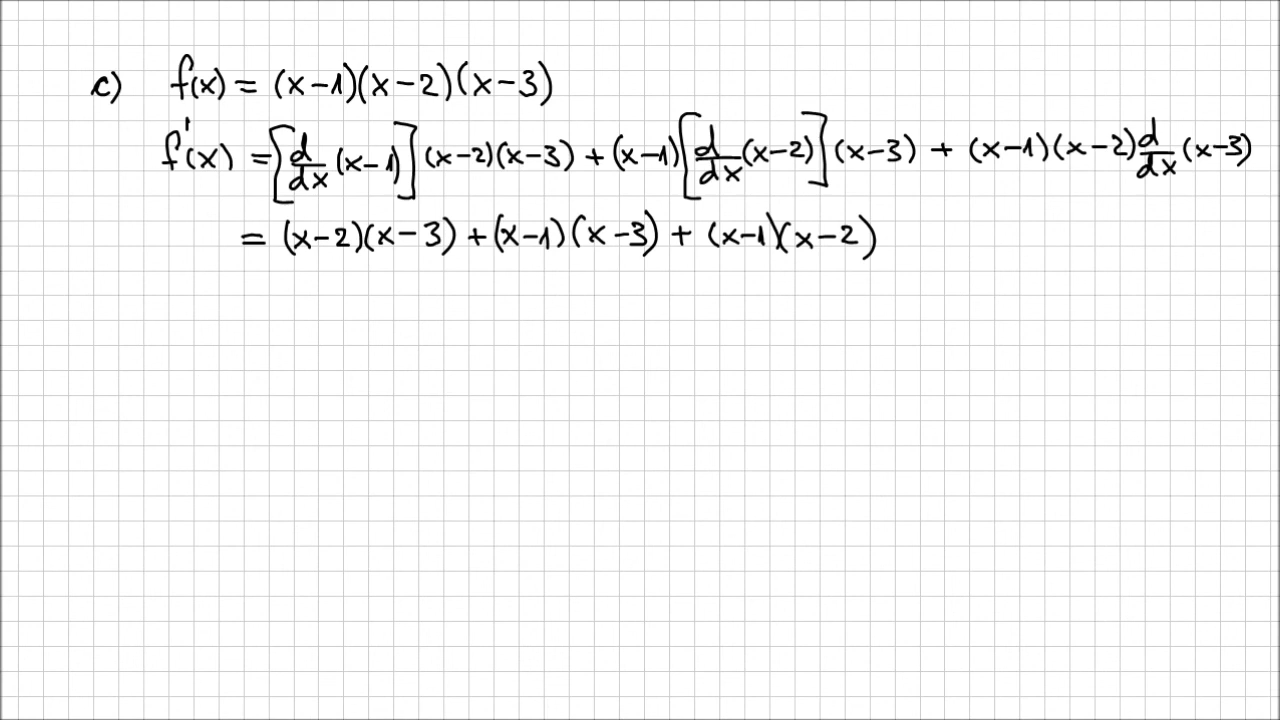 c) f(x) = (x-1)(x-2)(x-3)
f'(x) = [d/dx (x-1)] (x-2)(x-3) + (x-1) [d/dx (x-2)] (x-3) + (x-1)(x-2) d/dx (x-3)
= (x-2)(x-3) + (x-1)(x-3) + (x-1)(x-2)